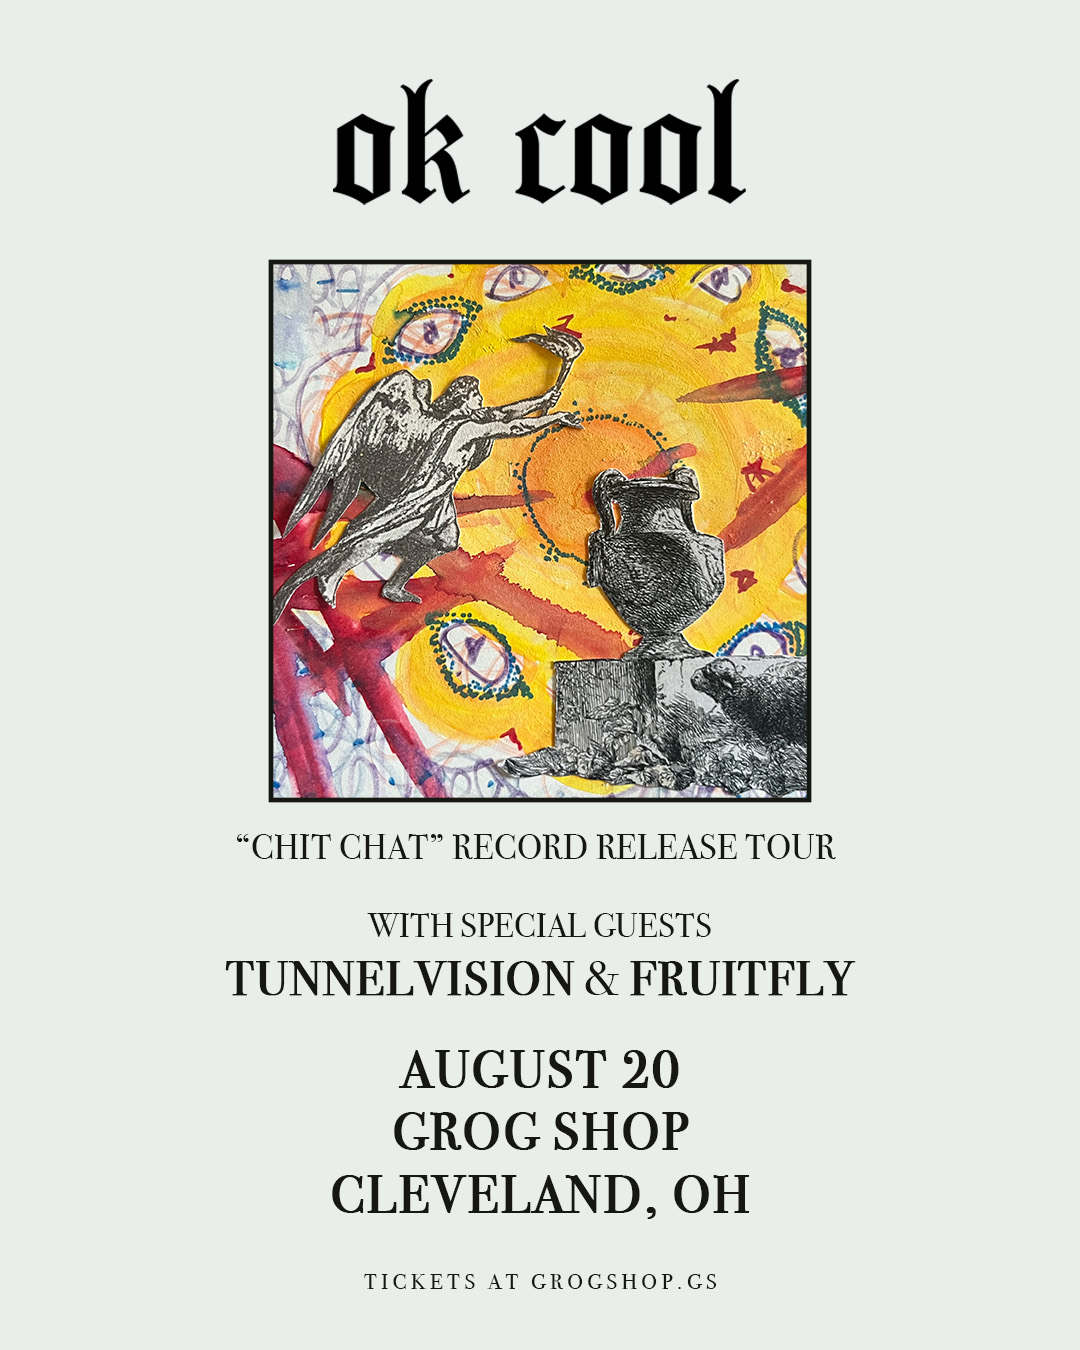 ok cool
“CHIT CHAT” RECORD RELEASE TOUR
WITH SPECIAL GUESTS
TUNNELVISION & FRUITFLY
AUGUST 20
GROG SHOP
CLEVELAND, OH
TICKETS AT GROGSHOP.GS